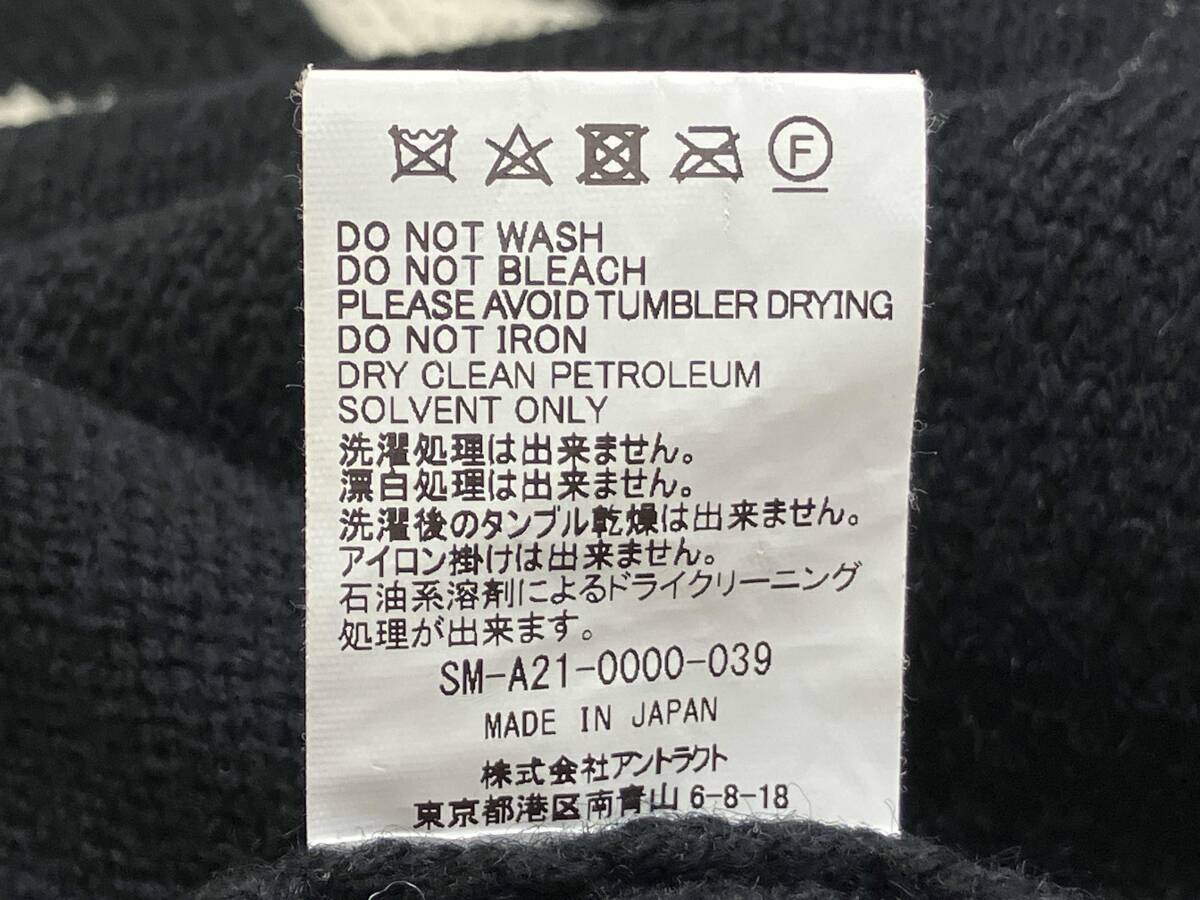 F
DO NOT WASH
DO NOT BLEACH
PLEASE AVOID TUMBLER DRYING
DO NOT IRON
DRY CLEAN PETROLEUM
SOLVENT ONLY
洗濯処理は出来ません。
漂白処理は出来ません。
洗濯後のタンブル乾燥は出来ません。
アイロン掛けは出来ません。
石油系溶剤によるドライクリーニング
処理が出来ます。
SM-A21-0000-039
MADE IN JAPAN
株式会社アントラクト
東京都港区南青山6-8-18